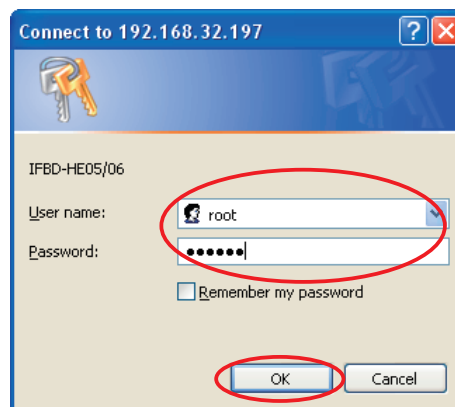 Connect to 192.168.32.197
IFBD-HE05/06
User name:
root
Password:
••••••
Remember my password
OK
Cancel